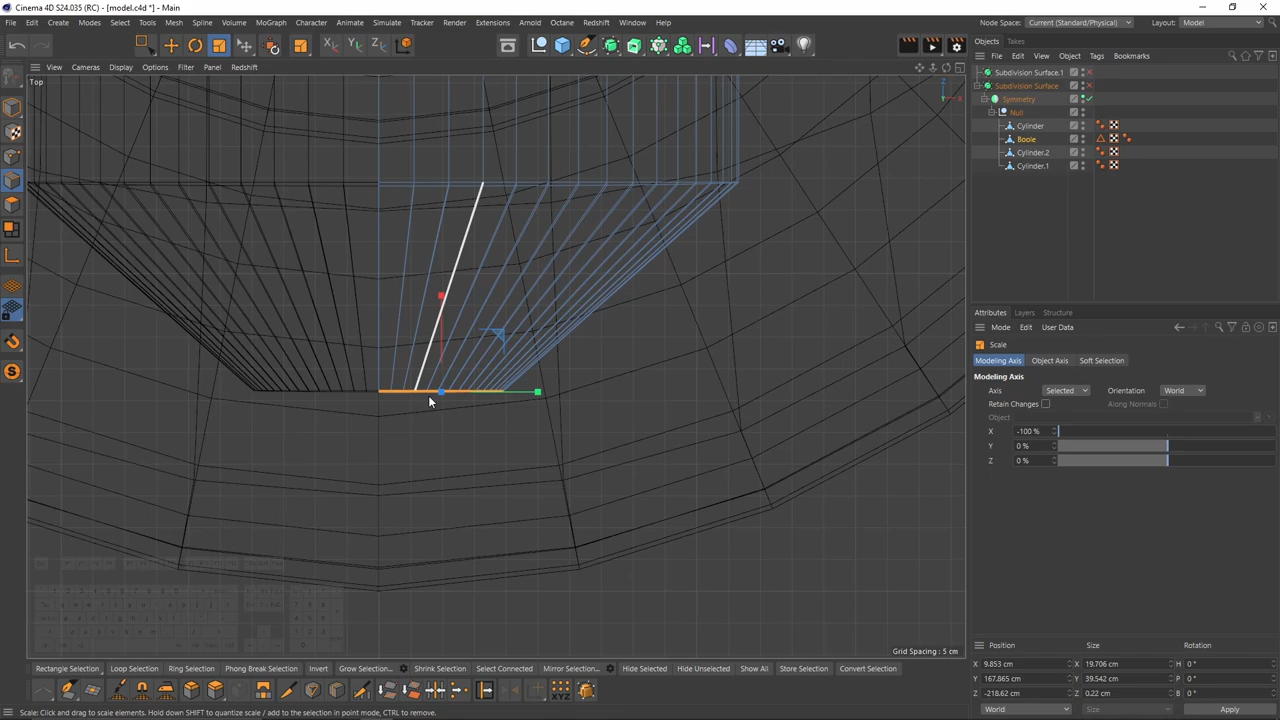 Cinema 4D S24.035 (RC) - [model.c4d *] - Main
File Edit Create Modes Select Tools Mesh Spline Volume MoGraph Character Animate Simulate Tracker Render Extensions Arnold Octane Redshift Window Help Node Space: Current (Standard/Physical) Layout: Model
X Y Z
Objects Takes
File Edit View Object Tags Bookmarks
View Cameras Display Options Filter Panel Redshift
Top
Subdivision Surface.1
Subdivision Surface
Symmetry
Null
Cylinder
Boole
Cylinder.2
Cylinder.1
Attributes Layers Structure
Mode Edit User Data
Scale
Modeling Axis Object Axis Soft Selection
Modeling Axis
Axis Selected Orientation World
Retain Changes Along Normals
Object
X -100 %
Y 0 %
Z 0 %
Grid Spacing : 5 cm
Position Size Rotation
X 9.853 cm X 19.706 cm H 0 °
Y 167.865 cm Y 39.542 cm P 0 °
Z -218.62 cm Z 0.22 cm B 0 °
World Size Apply
Rectangle Selection Loop Selection Ring Selection Phong Break Selection Invert Grow Selection... Shrink Selection Select Connected Mirror Selection... Hide Selected Hide Unselected Show All Store Selection Convert Selection
Scale: Click and drag to scale elements. Hold down SHIFT to quantize scale / add to the selection in point mode, CTRL to remove.